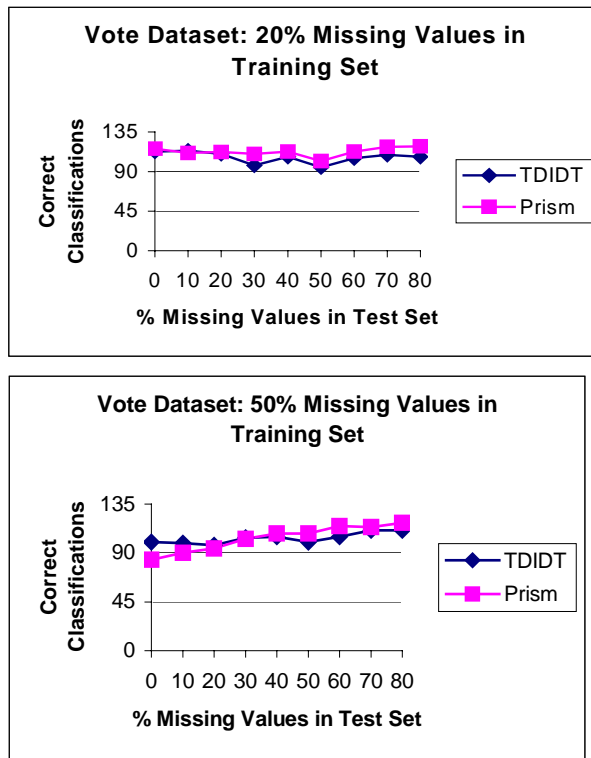 Vote Dataset: 20% Missing Values in
Training Set
135
90
45
0
Correct
Classifications
0 10 20 30 40 50 60 70 80
% Missing Values in Test Set
TDIDT
Prism
Vote Dataset: 50% Missing Values in
Training Set
135
90
45
0
Correct
Classifications
0 10 20 30 40 50 60 70 80
% Missing Values in Test Set
TDIDT
Prism